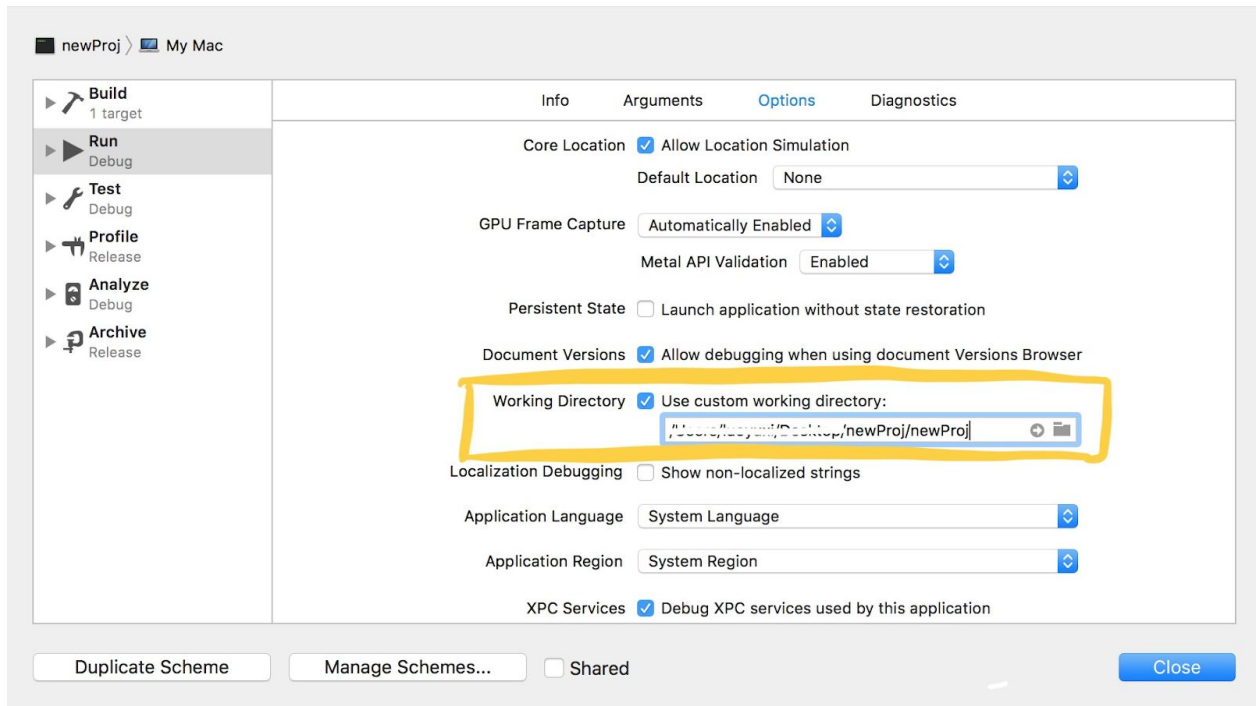 newProj 〉 My Mac
Build
1 target
Run
Debug
Test
Debug
Profile
Release
Analyze
Debug
Archive
Release
Info Arguments Options Diagnostics
Core Location Allow Location Simulation
Default Location None
GPU Frame Capture Automatically Enabled
Metal API Validation Enabled
Persistent State Launch application without state restoration
Document Versions Allow debugging when using document Versions Browser
Working Directory Use custom working directory:
/newProj/newProj
Localization Debugging Show non-localized strings
Application Language System Language
Application Region System Region
XPC Services Debug XPC services used by this application
Duplicate Scheme Manage Schemes... Shared Close